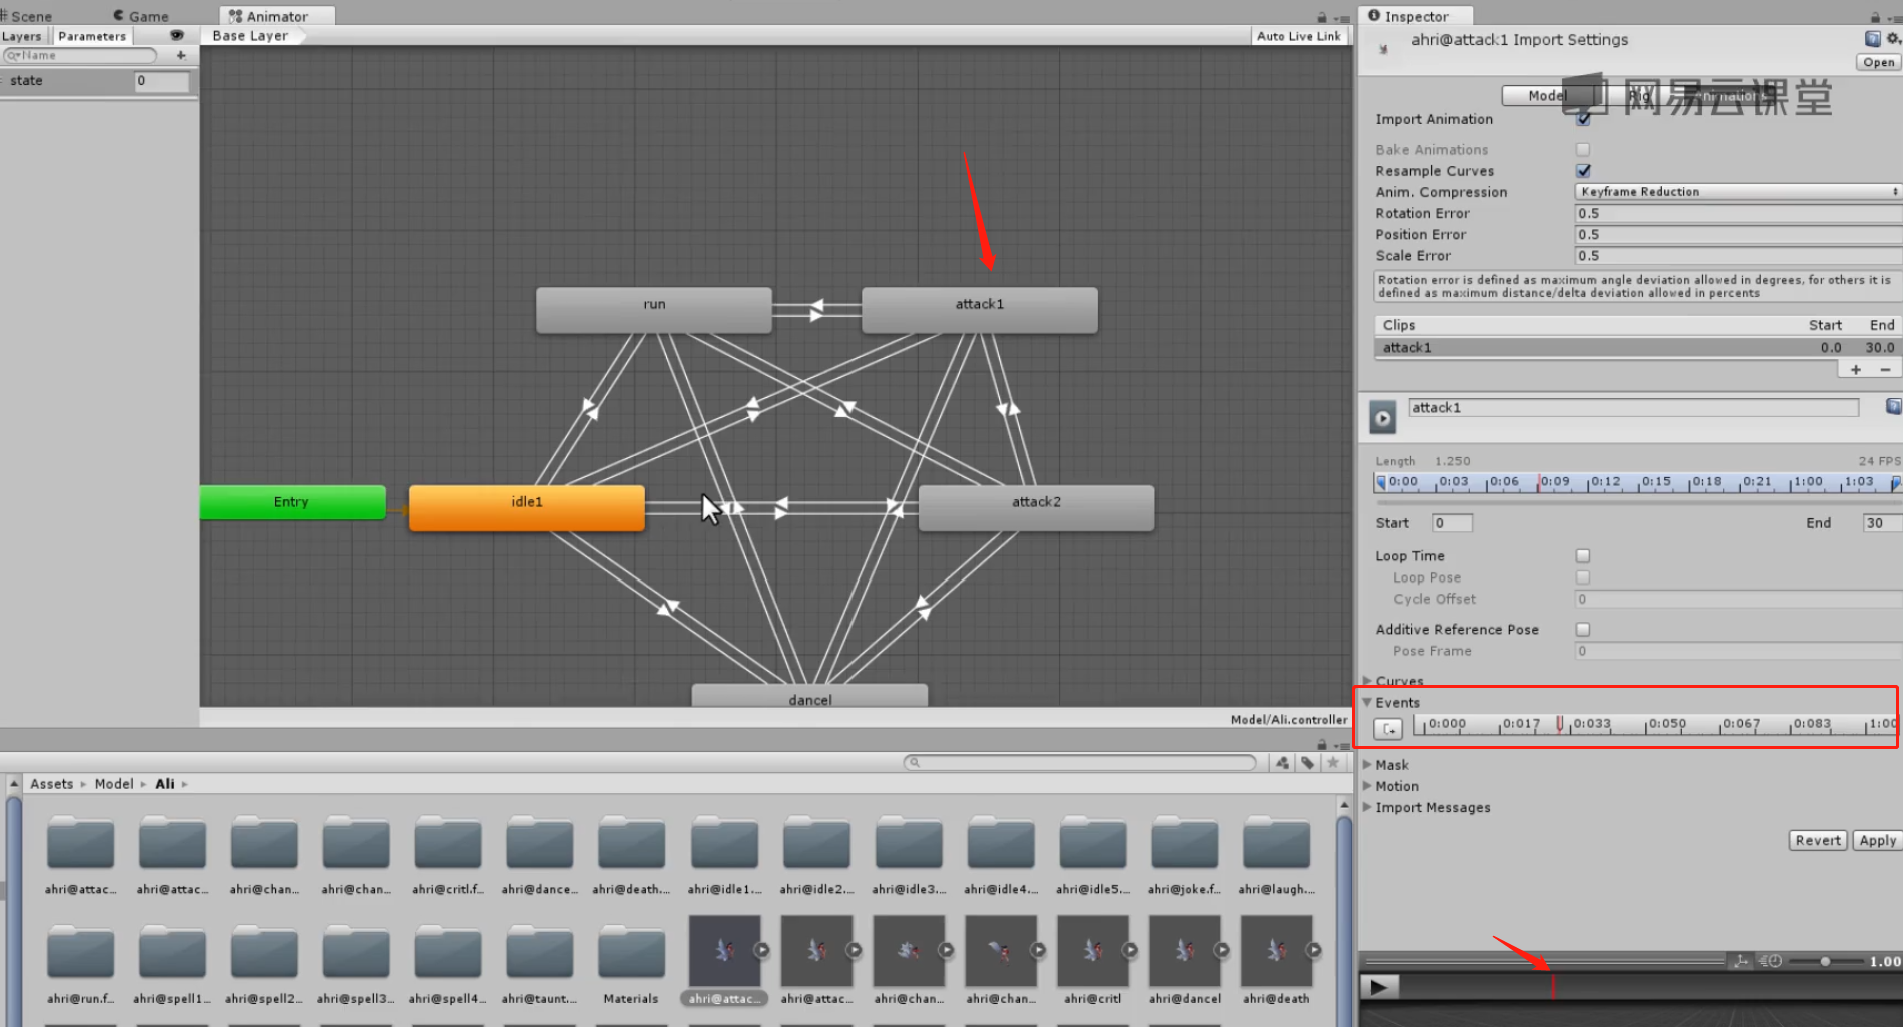 Scene
Game
Animator
Layers
Parameters
Base Layer
Auto Live Link
Name
state
0
run
attack1
Entry
idle1
attack2
dancel
Model/Ali.controller
Assets
Model
Ali
ahri@attac...
ahri@attac...
ahri@chan...
ahri@chan...
ahri@critl.f...
ahri@dance...
ahri@death....
ahri@idle1....
ahri@idle2....
ahri@idle3....
ahri@idle4....
ahri@idle5....
ahri@joke.f...
ahri@laugh....
ahri@run.f...
ahri@spell1...
ahri@spell2...
ahri@spell3...
ahri@spell4...
ahri@taunt....
Materials
ahri@attac...
ahri@attac...
ahri@chan...
ahri@chan...
ahri@critl
ahri@dancel
ahri@death
Inspector
ahri@attack1 Import Settings
Open
Model
Rig
Animations
网易云课堂
Import Animation
Bake Animations
Resample Curves
Anim. Compression
Keyframe Reduction
Rotation Error
0.5
Position Error
0.5
Scale Error
0.5
Rotation error is defined as maximum angle deviation allowed in degrees, for others it is
defined as maximum distance/delta deviation allowed in percents
Clips
Start
End
attack1
0.0
30.0
attack1
Length 1.250
24 FPS
0:00
0:03
0:06
0:09
0:12
0:15
0:18
0:21
1:00
1:03
Start
0
End
30
Loop Time
Loop Pose
Cycle Offset
0
Additive Reference Pose
Pose Frame
0
Curves
Events
0:000
0:017
0:033
0:050
0:067
0:083
1:00
Mask
Motion
Import Messages
Revert
Apply
1.00